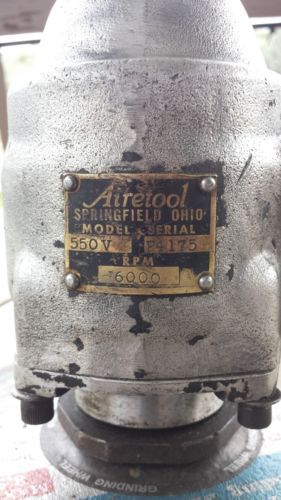 Airetool
SPRINGFIELD OHIO
MODEL SERIAL
550V F4175
RPM
6000
GRINDING WHEEL